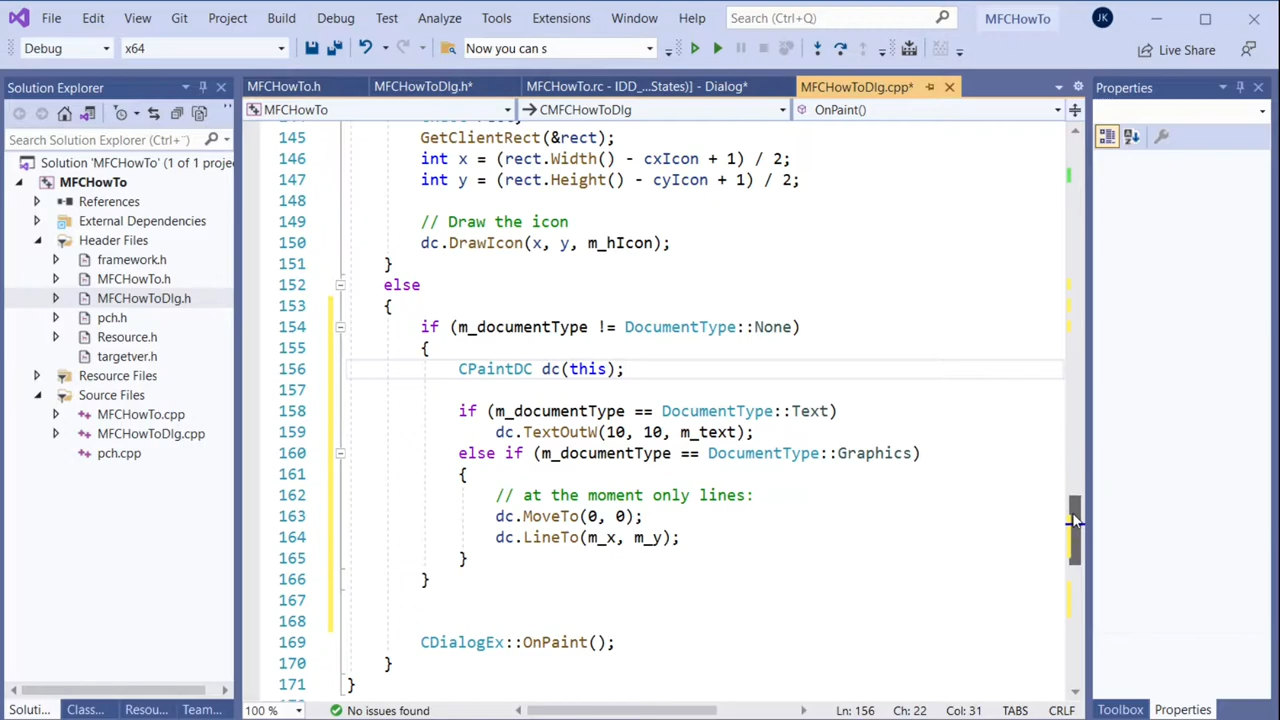 File Edit View Git Project Build Debug Test Analyze Tools Extensions Window Help Search (Ctrl+Q) MFCHowTo JK
Debug x64 Now you can s Live Share
Solution Explorer
Search Solution Explorer (Ctrl+
Solution 'MFCHowTo' (1 of 1 projec
MFCHowTo
References
External Dependencies
Header Files
framework.h
MFCHowTo.h
MFCHowToDlg.h
pch.h
Resource.h
targetver.h
Resource Files
Source Files
MFCHowTo.cpp
MFCHowToDlg.cpp
pch.cpp
Soluti... Class... Resou... Team...
MFCHowTo.h MFCHowToDlg.h* MFCHowTo.rc - IDD_...States)] - Dialog* MFCHowToDlg.cpp*
MFCHowTo CMFCHowToDlg OnPaint()
145 GetClientRect(&rect);
146 int x = (rect.Width() - cxIcon + 1) / 2;
147 int y = (rect.Height() - cyIcon + 1) / 2;
148
149 // Draw the icon
150 dc.DrawIcon(x, y, m_hIcon);
151 }
152 else
153 {
154 if (m_documentType != DocumentType::None)
155 {
156 CPaintDC dc(this);
157
158 if (m_documentType == DocumentType::Text)
159 dc.TextOutW(10, 10, m_text);
160 else if (m_documentType == DocumentType::Graphics)
161 {
162 // at the moment only lines:
163 dc.MoveTo(0, 0);
164 dc.LineTo(m_x, m_y);
165 }
166 }
167
168
169 CDialogEx::OnPaint();
170 }
171 }
100 % No issues found Ln: 156 Ch: 22 Col: 31 TABS CRLF
Properties
Toolbox Properties